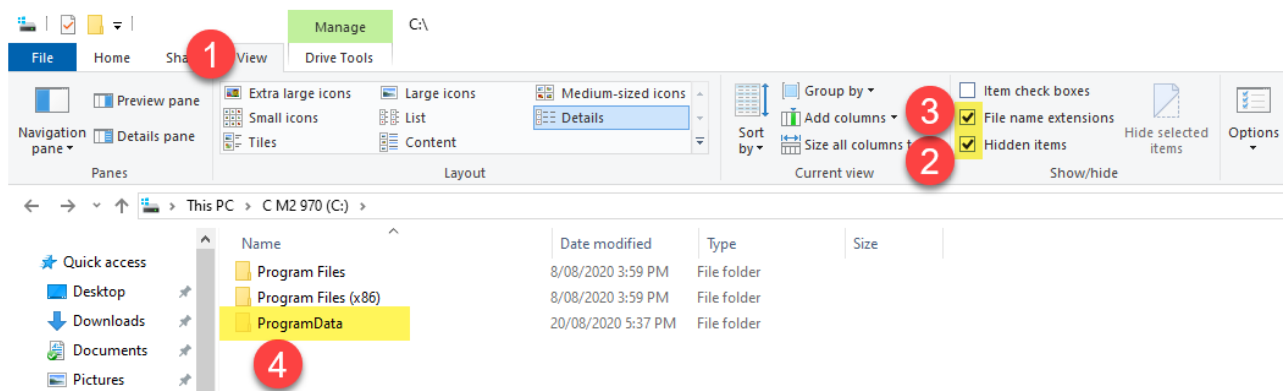 Manage C:\
File Home Sha 1 View Drive Tools
Extra large icons Large icons Medium-sized icons Group by Item check boxes
Preview pane
Small icons List Details Add columns 3 File name extensions
Navigation pane Details pane Sort by Hide selected items Options
Tiles Content Size all columns t 2 Hidden items
Panes Layout Current view Show/hide
This PC > C M2 970 (C:) >
Name Date modified Type Size
Quick access
Program Files 8/08/2020 3:59 PM File folder
Desktop
Program Files (x86) 8/08/2020 3:59 PM File folder
Downloads
ProgramData 20/08/2020 5:37 PM File folder
Documents
4
Pictures